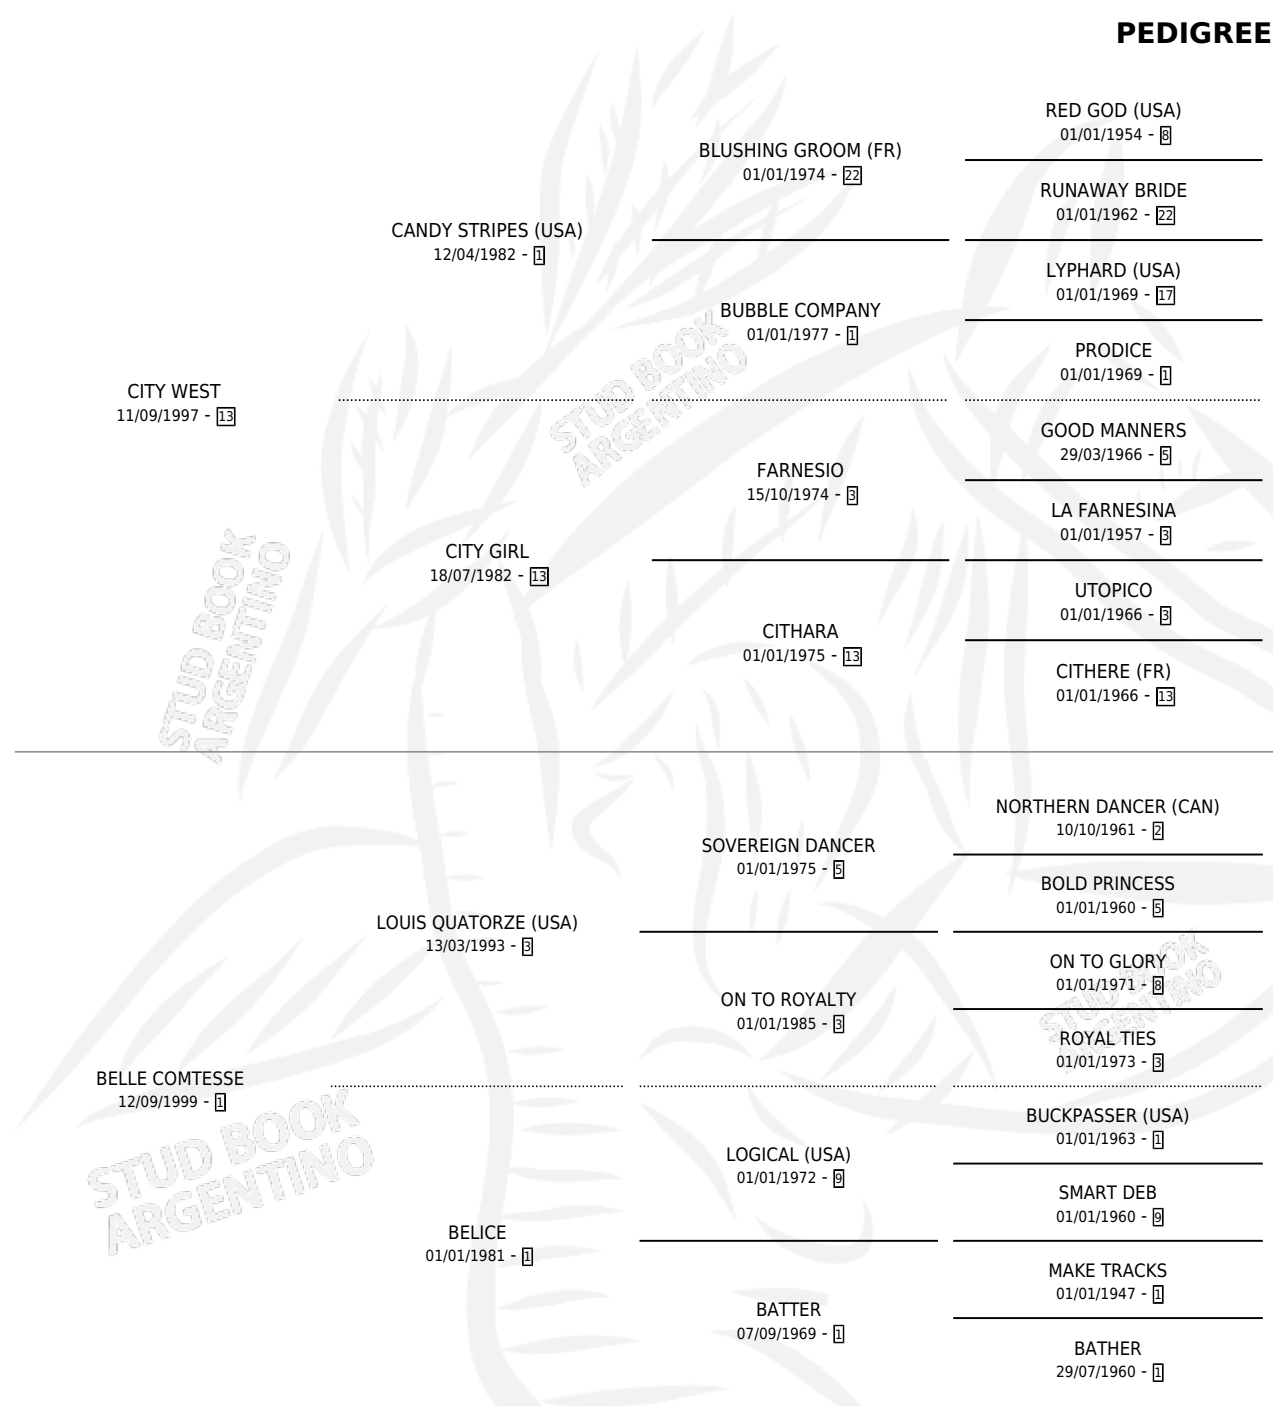 PEDIGREE
RED GOD (USA)
01/01/1954 - 8
BLUSHING GROOM (FR)
01/01/1974 - 22
RUNAWAY BRIDE
01/01/1962 - 22
CANDY STRIPES (USA)
12/04/1982 - 1
LYPHARD (USA)
01/01/1969 - 17
BUBBLE COMPANY
01/01/1977 - 1
PRODICE
01/01/1969 - 1
CITY WEST
11/09/1997 - 13
GOOD MANNERS
29/03/1966 - 5
FARNESIO
15/10/1974 - 3
LA FARNESINA
01/01/1957 - 3
CITY GIRL
18/07/1982 - 13
UTOPICO
01/01/1966 - 3
CITHARA
01/01/1975 - 13
CITHERE (FR)
01/01/1966 - 13
NORTHERN DANCER (CAN)
10/10/1961 - 2
SOVEREIGN DANCER
01/01/1975 - 5
BOLD PRINCESS
01/01/1960 - 5
LOUIS QUATORZE (USA)
13/03/1993 - 3
ON TO GLORY
01/01/1971 - 8
ON TO ROYALTY
01/01/1985 - 3
ROYAL TIES
01/01/1973 - 3
BELLE COMTESSE
12/09/1999 - 1
BUCKPASSER (USA)
01/01/1963 - 1
LOGICAL (USA)
01/01/1972 - 9
SMART DEB
01/01/1960 - 9
BELICE
01/01/1981 - 1
MAKE TRACKS
01/01/1947 - 1
BATTER
07/09/1969 - 1
BATHER
29/07/1960 - 1
STUD BOOK
ARGENTINO
STUD BOOK
ARGENTINO
STUD BOOK
ARGENTINO
STUD BOOK
ARGENTINO